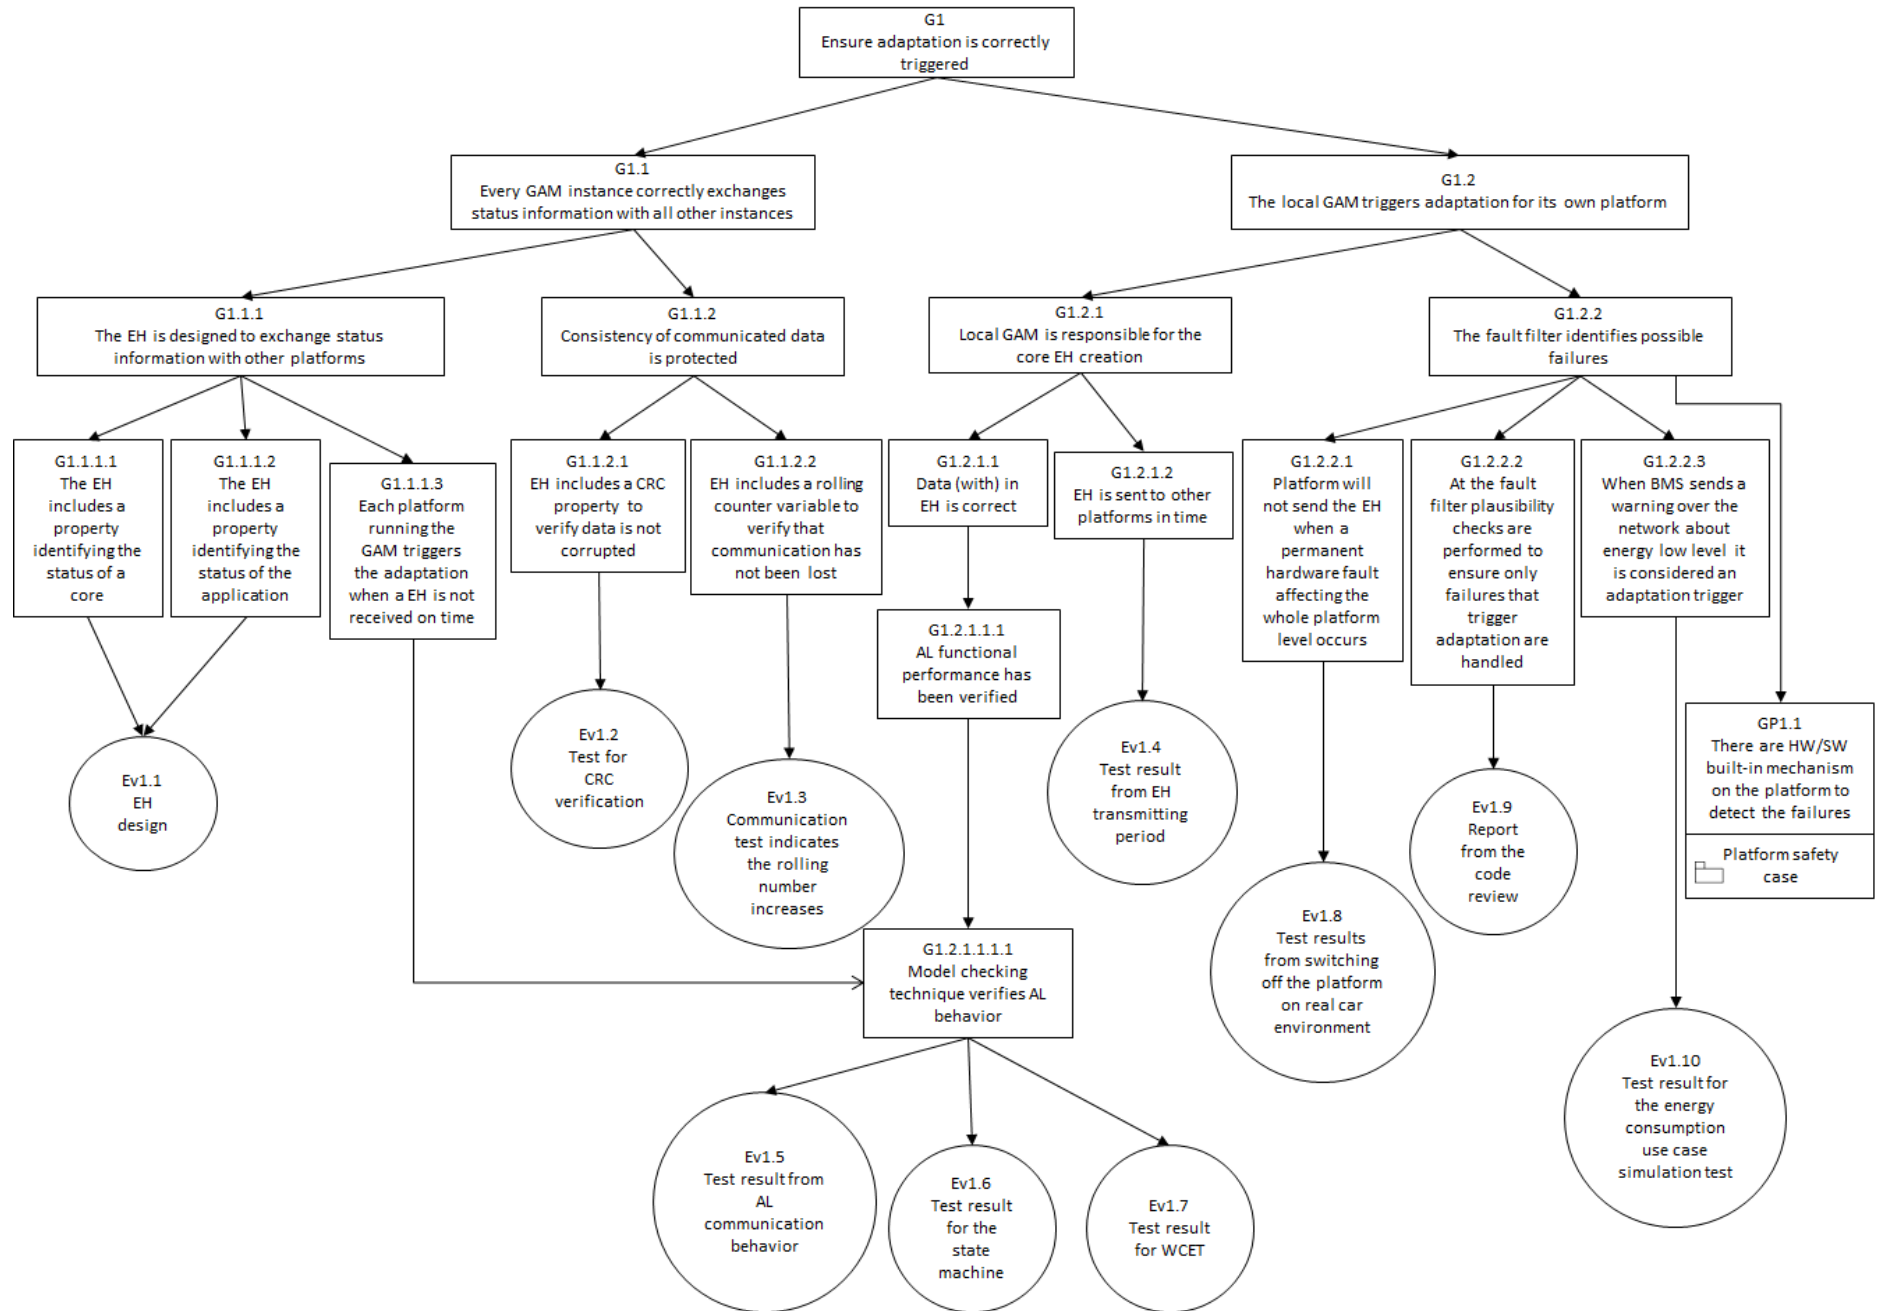 G1
Ensure adaptation is correctly
triggered
G1.1
Every GAM instance correctly exchanges
status information with all other instances
G1.2
The local GAM triggers adaptation for its own platform
G1.1.1
The EH is designed to exchange status
information with other platforms
G1.1.2
Consistency of communicated data
is protected
G1.2.1
Local GAM is responsible for the
core EH creation
G1.2.2
The fault filter identifies possible
failures
G1.1.1.1
The EH
includes a
property
identifying the
status of a
core
G1.1.1.2
The EH
includes a
property
identifying the
status of the
application
G1.1.1.3
Each platform
running the
GAM triggers
the adaptation
when a EH is not
received on time
G1.1.2.1
EH includes a CRC
property to
verify data is not
corrupted
G1.1.2.2
EH includes a rolling
counter variable to
verify that
communication has
not been lost
G1.2.1.1
Data (with) in
EH is correct
G1.2.1.2
EH is sent to other
platforms in time
G1.2.2.1
Platform will
not send the EH
when a
permanent
hardware fault
affecting the
whole platform
level occurs
G1.2.2.2
At the fault
filter plausibility
checks are
performed to
ensure only
failures that
trigger
adaptation are
handled
G1.2.2.3
When BMS sends a
warning over the
network about
energy low level it
is considered an
adaptation trigger
G1.2.1.1.1
AL functional
performance has
been verified
GP1.1
There are HW/SW
built-in mechanism
on the platform to
detect the failures
Platform safety
case
Ev1.1
EH
design
Ev1.2
Test for
CRC
verification
Ev1.3
Communication
test indicates
the rolling
number
increases
Ev1.4
Test result
from EH
transmitting
period
Ev1.9
Report
from the
code
review
Ev1.8
Test results
from switching
off the platform
on real car
environment
G1.2.1.1.1.1
Model checking
technique verifies AL
behavior
Ev1.10
Test result for
the energy
consumption
use case
simulation test
Ev1.5
Test result from
AL
communication
behavior
Ev1.6
Test result
for the
state
machine
Ev1.7
Test result
for WCET